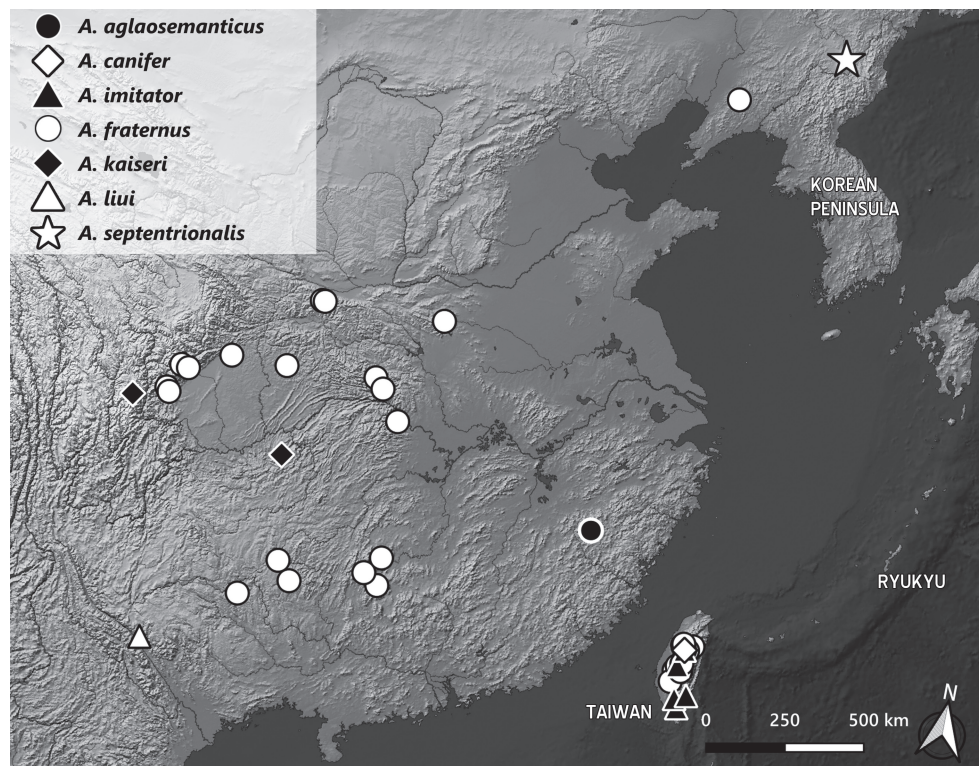 A. aglaosemanticus
A. canifer
A. imitator
A. fraternus
A. kaiseri
A. liui
A. septentrionalis
KOREAN
PENINSULA
RYUKYU
TAIWAN
0 250 500 km
N